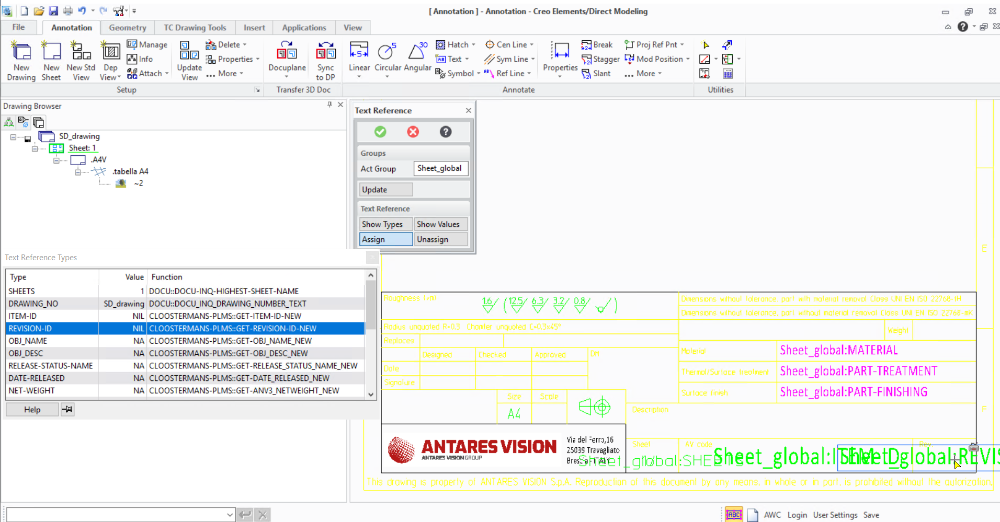 [ Annotation ] - Annotation - Creo Elements/Direct Modeling
File Annotation Geometry TC Drawing Tools Insert Applications View
New Drawing
New Sheet
New Std View
Dep View
Manage
Info
Attach
Update View
Delete
Properties
... More
Docuplane
Sync to DP
Linear
5
Circular
30
Angular
Hatch
Text
Symbol
Cen Line
Sym Line
Ref Line
Properties
Break
Stagger
Slant
Proj Ref Pnt
Mod Position
... More
Setup Transfer 3D Doc Annotate Utilities
Drawing Browser
SD_drawing
Sheet: 1
.A4V
.tabella A4
~2
Text Reference
Groups
Act Group Sheet_global
Update
Text Reference
Show Types Show Values
Assign Unassign
Text Reference Types
Type Value Function
SHEETS 1 DOCU::DOCU-INQ-HIGHEST-SHEET-NAME
DRAWING_NO SD_drawing DOCU::DOCU_INQ_DRAWING_NUMBER_TEXT
ITEM-ID NIL CLOOSTERMANS-PLMS::GET-ITEM-ID-NEW
REVISION-ID NIL CLOOSTERMANS-PLMS::GET-REVISION-ID-NEW
OBJ_NAME NA CLOOSTERMANS-PLMS::GET-OBJ_NAME_NEW
OBJ_DESC NA CLOOSTERMANS-PLMS::GET-OBJ_DESC_NEW
RELEASE-STATUS-NAME NA CLOOSTERMANS-PLMS::GET-RELEASE_STATUS_NAME_NEW
DATE-RELEASED NA CLOOSTERMANS-PLMS::GET-DATE_RELEASED_NEW
NET-WEIGHT NA CLOOSTERMANS-PLMS::GET-ANV3_NETWEIGHT_NEW
Help
E
F
Roughness
1.6/ ( 12.5/ 6.3/ 3.2/ 0.8/ )
Dimensions without tolerance, part with material removal Class UNI EN ISO 22768-
Dimensions without tolerance, part without material removal Class UNI EN ISO 22768-mK
Radius unquoted R=0.3 Chamfer unquoted C=0.3x45°
Weight
Replaces
Designed Checked Approved DM
Date
Signature
Material Sheet_global:MATERIAL
Thermal/Surface treatment Sheet_global:PART-TREATMENT
Surface finish Sheet_global:PART-FINISHING
Size Scale
A4
Description
ANTARES VISION
ANTARES VISION GROUP
Via del Ferro,16
25039 Travagliato
Brescia - ITALY
Sheet AV code Rev.
Sheet_global:SHEETS
1/
Sheet_global:ITEM-ID
Sheet_global:REVIS
This drawing is property of ANTARES VISION S.p.A. Reproduction of this document by any means, in whole or in part, is prohibited without the autorization.
ABC AWC Login User Settings Save